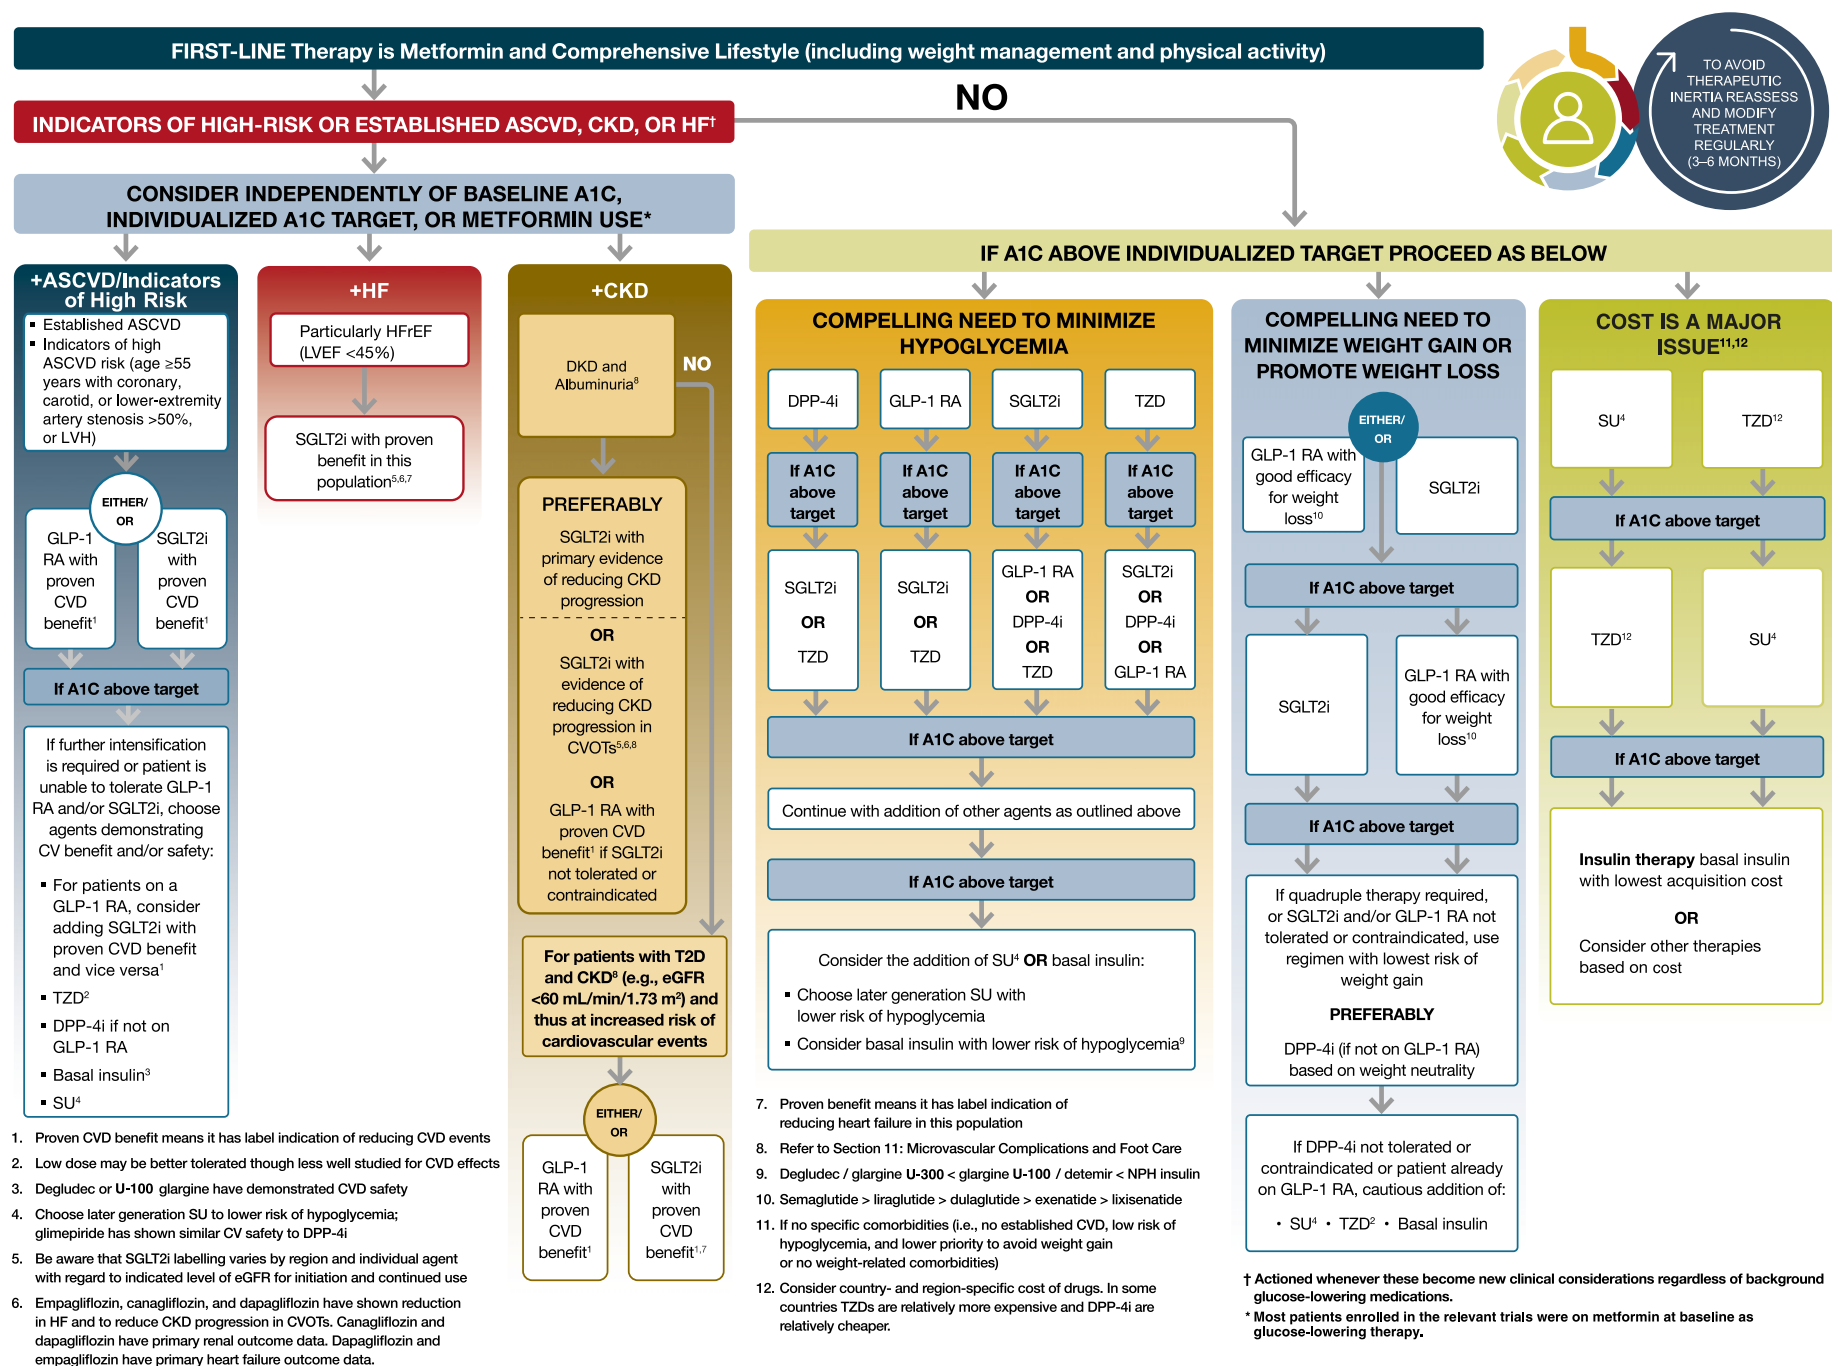 FIRST-LINE Therapy is Metformin and Comprehensive Lifestyle (including weight management and physical activity)
TO AVOID
THERAPEUTIC
INERTIA REASSESS
AND MODIFY
TREATMENT
REGULARLY
(3–6 MONTHS)
NO
INDICATORS OF HIGH-RISK OR ESTABLISHED ASCVD, CKD, OR HF†
CONSIDER INDEPENDENTLY OF BASELINE A1C,
INDIVIDUALIZED A1C TARGET, OR METFORMIN USE*
+ASCVD/Indicators
of High Risk
▪ Established ASCVD
▪ Indicators of high
ASCVD risk (age ≥55
years with coronary,
carotid, or lower-extremity
artery stenosis >50%,
or LVH)
EITHER/
OR
GLP-1
RA with
proven
CVD
benefit¹
SGLT2i
with
proven
CVD
benefit¹
If A1C above target
If further intensification
is required or patient is
unable to tolerate GLP-1
RA and/or SGLT2i, choose
agents demonstrating
CV benefit and/or safety:
▪ For patients on a
GLP-1 RA, consider
adding SGLT2i with
proven CVD benefit
and vice versa¹
▪ TZD²
▪ DPP-4i if not on
GLP-1 RA
▪ Basal insulin³
▪ SU⁴
+HF
Particularly HFrEF
(LVEF <45%)
SGLT2i with proven
benefit in this
population⁵,⁶,⁷
+CKD
DKD and
Albuminuria⁸
NO
PREFERABLY
SGLT2i with
primary evidence
of reducing CKD
progression
OR
SGLT2i with
evidence of
reducing CKD
progression in
CVOTs⁵,⁶,⁸
OR
GLP-1 RA with
proven CVD
benefit¹ if SGLT2i
not tolerated or
contraindicated
For patients with T2D
and CKD⁸ (e.g., eGFR
<60 mL/min/1.73 m²) and
thus at increased risk of
cardiovascular events
EITHER/
OR
GLP-1
RA with
proven
CVD
benefit¹
SGLT2i
with
proven
CVD
benefit¹,⁷
IF A1C ABOVE INDIVIDUALIZED TARGET PROCEED AS BELOW
COMPELLING NEED TO MINIMIZE
HYPOGLYCEMIA
DPP-4i
GLP-1 RA
SGLT2i
TZD
If A1C
above
target
If A1C
above
target
If A1C
above
target
If A1C
above
target
SGLT2i
OR
TZD
SGLT2i
OR
TZD
GLP-1 RA
OR
DPP-4i
OR
TZD
SGLT2i
OR
DPP-4i
OR
GLP-1 RA
If A1C above target
Continue with addition of other agents as outlined above
If A1C above target
Consider the addition of SU⁴ OR basal insulin:
▪ Choose later generation SU with
lower risk of hypoglycemia
▪ Consider basal insulin with lower risk of hypoglycemia⁹
COMPELLING NEED TO
MINIMIZE WEIGHT GAIN OR
PROMOTE WEIGHT LOSS
EITHER/
OR
GLP-1 RA with
good efficacy
for weight
loss¹⁰
SGLT2i
If A1C above target
SGLT2i
GLP-1 RA with
good efficacy
for weight
loss¹⁰
If A1C above target
If quadruple therapy required,
or SGLT2i and/or GLP-1 RA not
tolerated or contraindicated, use
regimen with lowest risk of
weight gain
PREFERABLY
DPP-4i (if not on GLP-1 RA)
based on weight neutrality
If DPP-4i not tolerated or
contraindicated or patient already
on GLP-1 RA, cautious addition of:
• SU⁴ • TZD² • Basal insulin
COST IS A MAJOR
ISSUE¹¹,¹²
SU⁴
TZD¹²
If A1C above target
TZD¹²
SU⁴
If A1C above target
Insulin therapy basal insulin
with lowest acquisition cost
OR
Consider other therapies
based on cost
1. Proven CVD benefit means it has label indication of reducing CVD events
2. Low dose may be better tolerated though less well studied for CVD effects
3. Degludec or U-100 glargine have demonstrated CVD safety
4. Choose later generation SU to lower risk of hypoglycemia;
glimepiride has shown similar CV safety to DPP-4i
5. Be aware that SGLT2i labelling varies by region and individual agent
with regard to indicated level of eGFR for initiation and continued use
6. Empagliflozin, canagliflozin, and dapagliflozin have shown reduction
in HF and to reduce CKD progression in CVOTs. Canagliflozin and
dapagliflozin have primary renal outcome data. Dapagliflozin and
empagliflozin have primary heart failure outcome data.
7. Proven benefit means it has label indication of
reducing heart failure in this population
8. Refer to Section 11: Microvascular Complications and Foot Care
9. Degludec / glargine U-300 < glargine U-100 / detemir < NPH insulin
10. Semaglutide > liraglutide > dulaglutide > exenatide > lixisenatide
11. If no specific comorbidities (i.e., no established CVD, low risk of
hypoglycemia, and lower priority to avoid weight gain
or no weight-related comorbidities)
12. Consider country- and region-specific cost of drugs. In some
countries TZDs are relatively more expensive and DPP-4i are
relatively cheaper.
† Actioned whenever these become new clinical considerations regardless of background
glucose-lowering medications.
* Most patients enrolled in the relevant trials were on metformin at baseline as
glucose-lowering therapy.